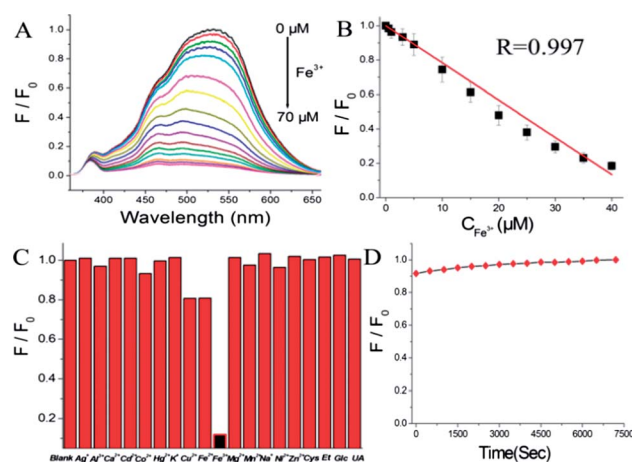 A
0 μM
Fe³⁺
70 μM
1.0
0.8
0.6
0.4
0.2
0.0
F / F₀
400 450 500 550 600 650
Wavelength (nm)
B
R=0.997
1.0
0.8
0.6
0.4
0.2
0.0
F / F₀
0 10 20 30 40
C Fe³⁺ (μM)
C
1.0
0.8
0.6
0.4
0.2
F / F₀
Blank Ag⁺ Al³⁺ Ca²⁺ Cd²⁺ Co²⁺ Hg²⁺ K⁺ Cu²⁺ Fe²⁺ Fe³⁺ Mg²⁺ Mn²⁺ Na⁺ Ni²⁺ Zn²⁺ Cys Et Glc UA
D
1.0
0.8
0.6
0.4
0.2
F / F₀
0 1500 3000 4500 6000 7500
Time(Sec)